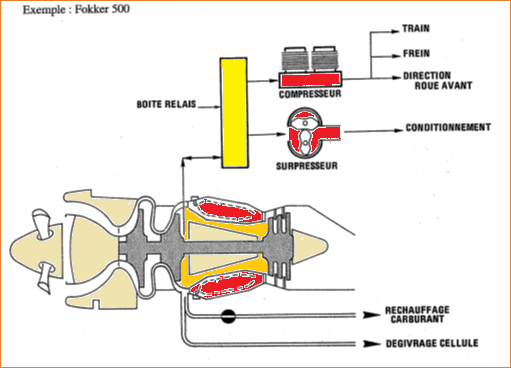 Exemple : Fokker 500
TRAIN
FREIN
DIRECTION
ROUE AVANT
COMPRESSEUR
BOITE RELAIS
CONDITIONNEMENT
SURPRESSEUR
RECHAUFFAGE
CARBURANT
DEGIVRAGE CELLULE